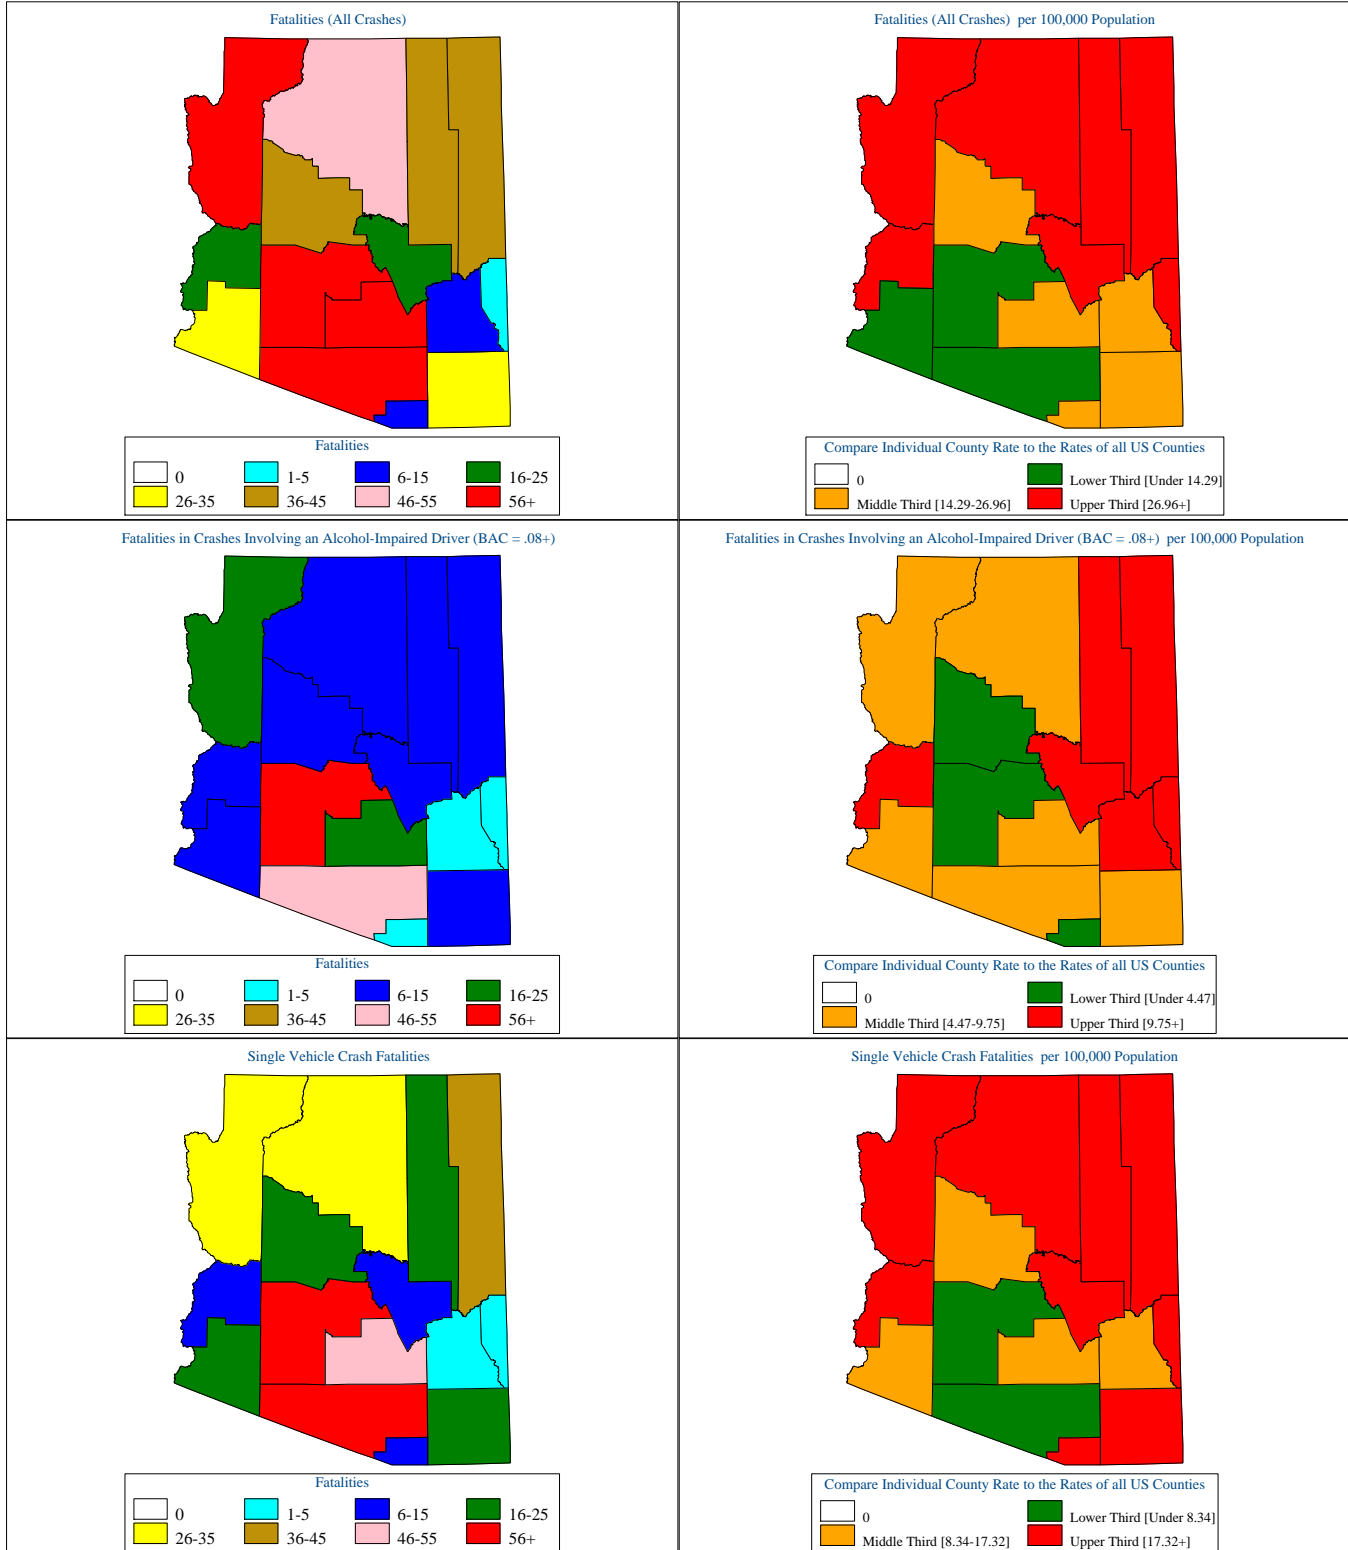 Fatalities (All Crashes)
Fatalities
0
1-5
6-15
16-25
26-35
36-45
46-55
56+
Fatalities (All Crashes) per 100,000 Population
Compare Individual County Rate to the Rates of all US Counties
0
Lower Third [Under 14.29]
Middle Third [14.29-26.96]
Upper Third [26.96+]
Fatalities in Crashes Involving an Alcohol-Impaired Driver (BAC = .08+)
Fatalities
0
1-5
6-15
16-25
26-35
36-45
46-55
56+
Fatalities in Crashes Involving an Alcohol-Impaired Driver (BAC = .08+) per 100,000 Population
Compare Individual County Rate to the Rates of all US Counties
0
Lower Third [Under 4.47]
Middle Third [4.47-9.75]
Upper Third [9.75+]
Single Vehicle Crash Fatalities
Fatalities
0
1-5
6-15
16-25
26-35
36-45
46-55
56+
Single Vehicle Crash Fatalities per 100,000 Population
Compare Individual County Rate to the Rates of all US Counties
0
Lower Third [Under 8.34]
Middle Third [8.34-17.32]
Upper Third [17.32+]